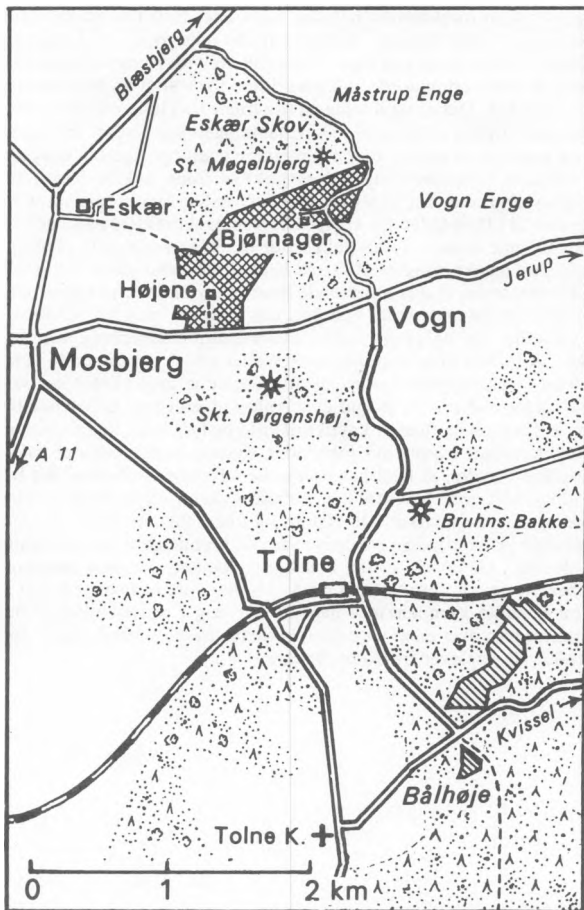 Blæsbjerg
Måstrup Enge
Eskær Skov
St. Møgelbjerg
Eskær
Vogn Enge
Bjørnager
Jerup
Højene
Vogn
Mosbjerg
Skt. Jørgenshøj
A 11
Bruhns. Bakke
Tolne
Kvissel
Bålhøje
Tolne K.
0 1 2 km